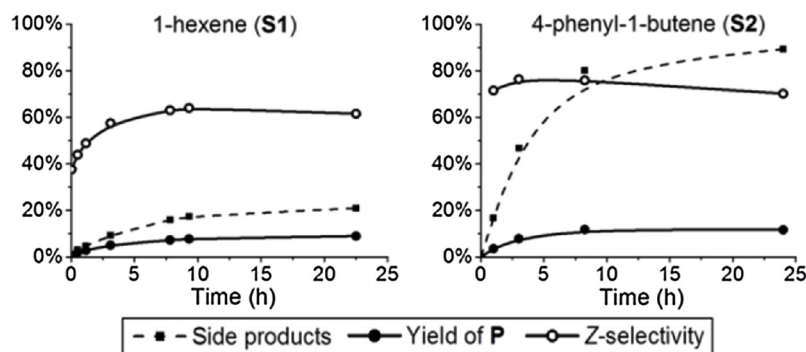 1-hexene (S1)
100%
80%
60%
40%
20%
0%
0 5 10 15 20 25
Time (h)
4-phenyl-1-butene (S2)
100%
80%
60%
40%
20%
0%
0 5 10 15 20 25
Time (h)
Side products Yield of P Z-selectivity